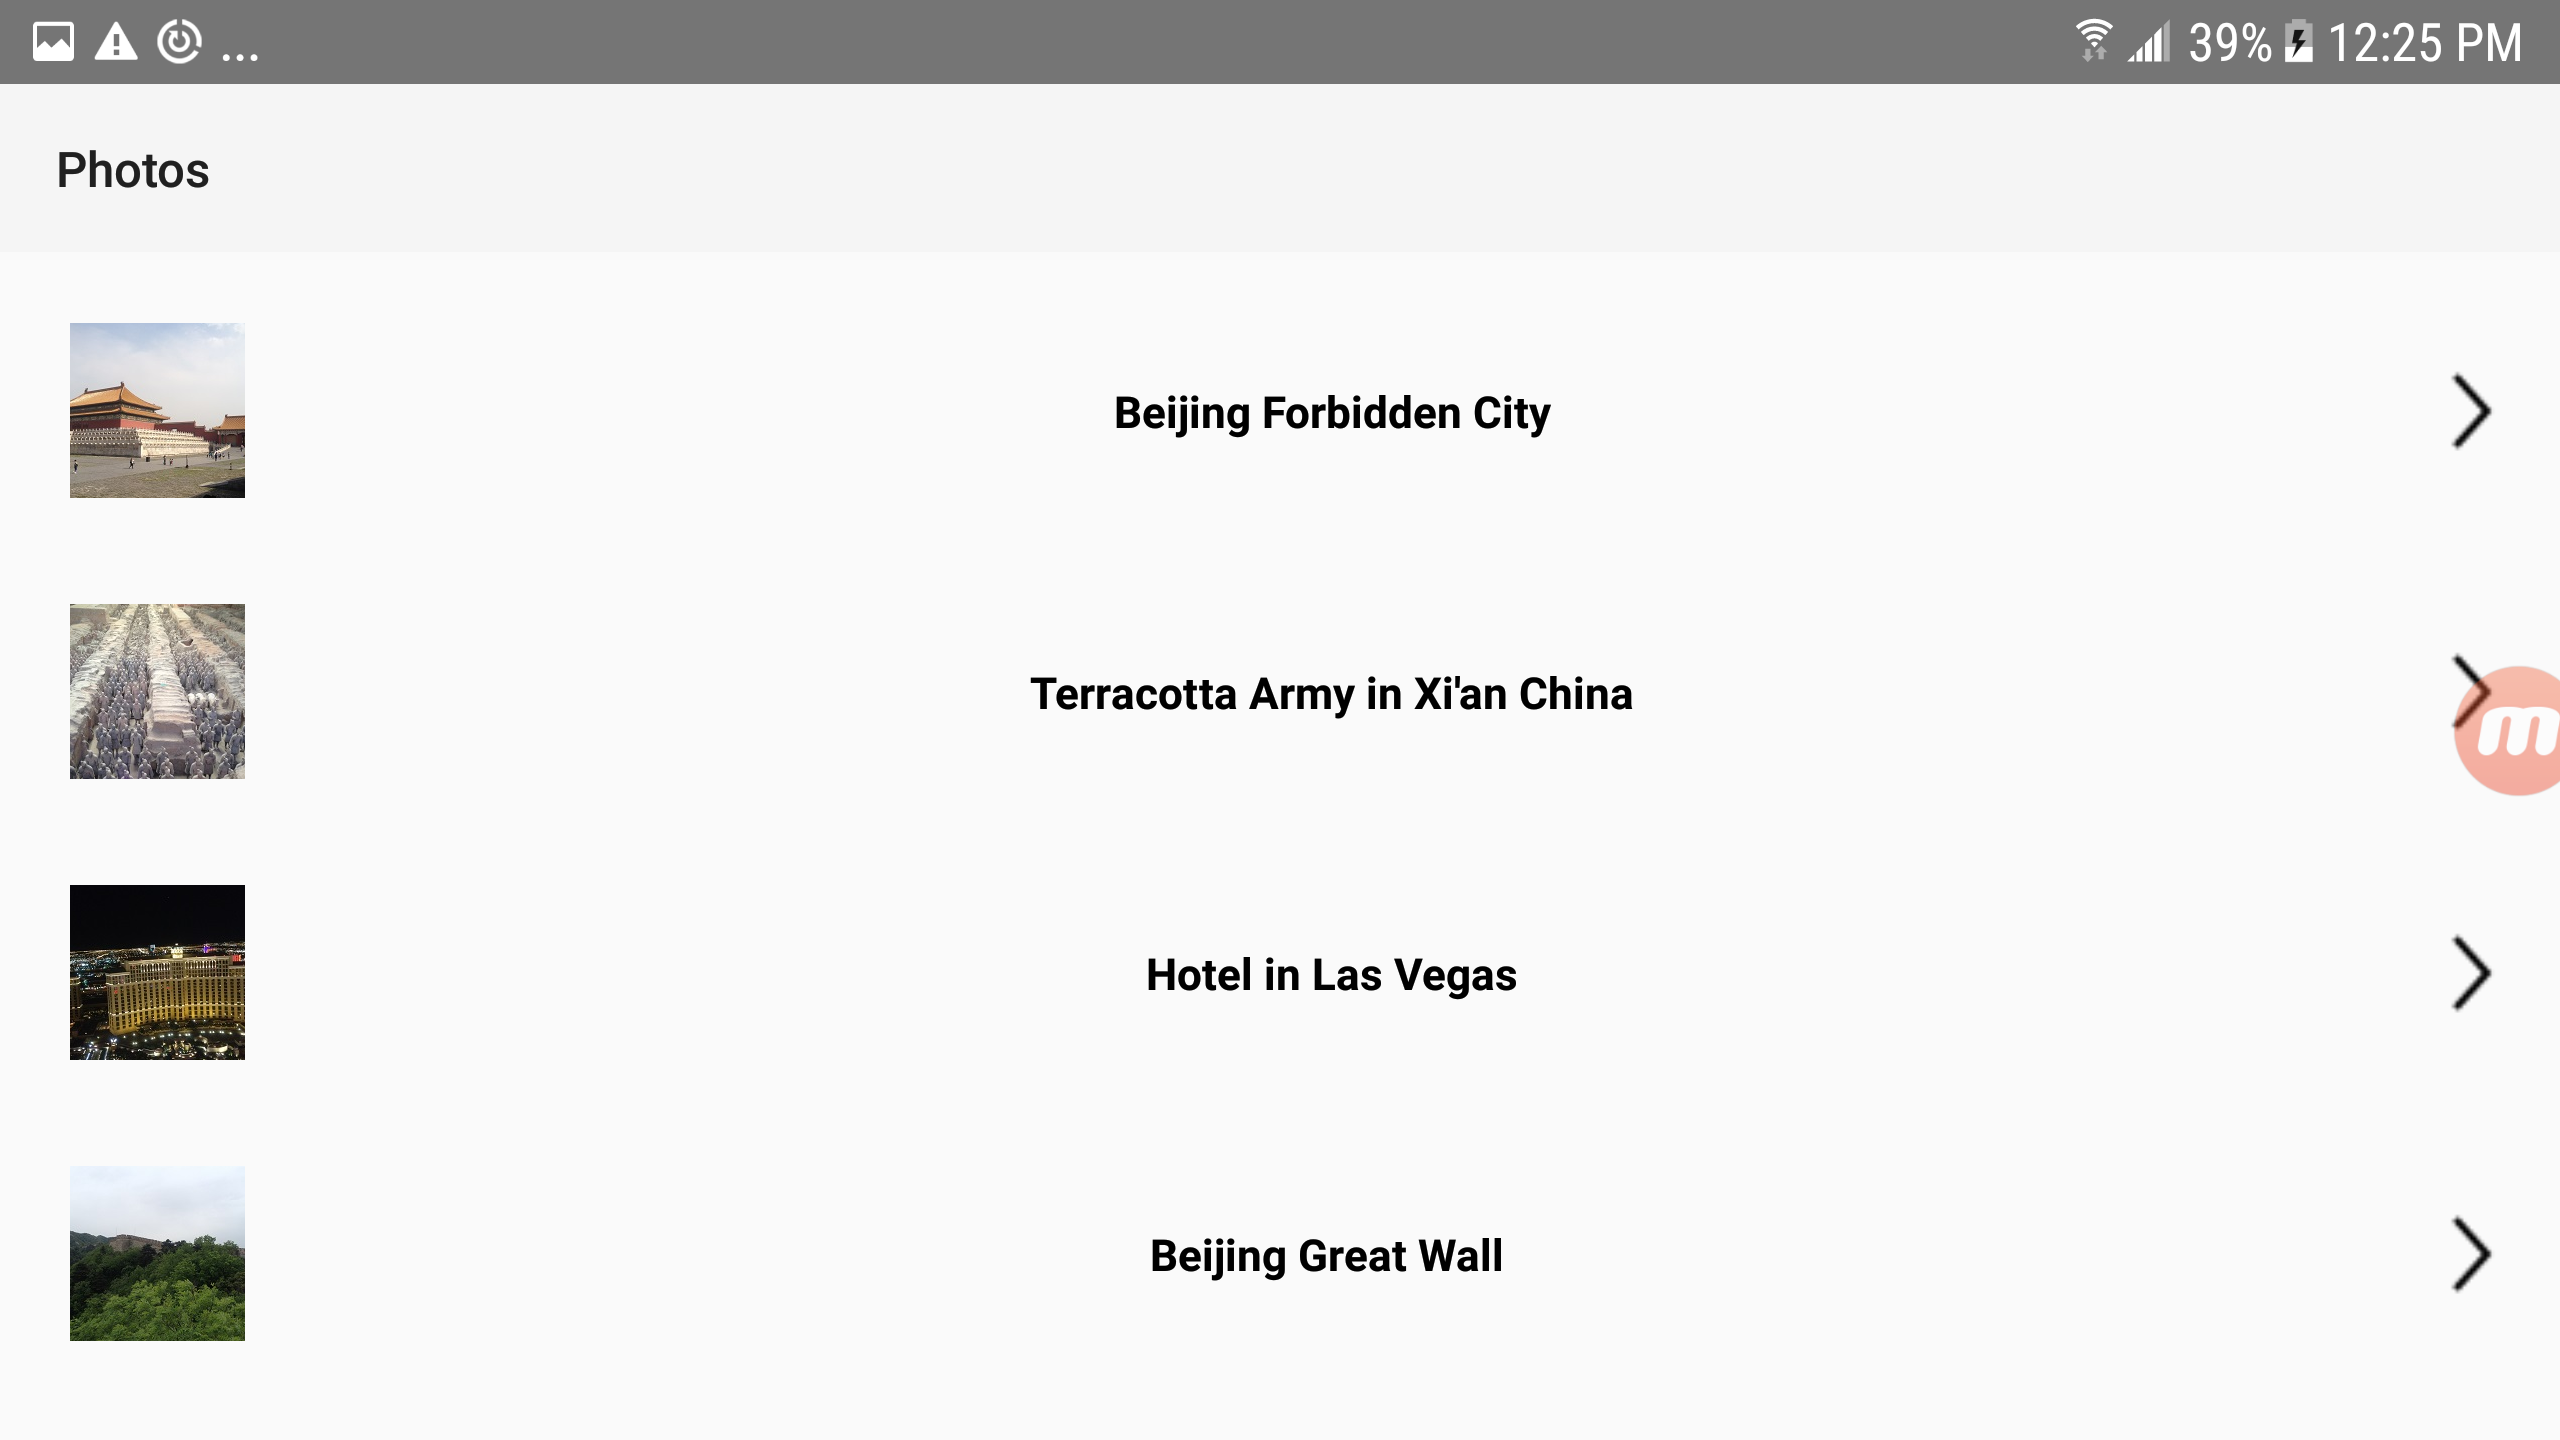 ... 39% 12:25 PM
Photos
Beijing Forbidden City
Terracotta Army in Xi'an China
m
Hotel in Las Vegas
Beijing Great Wall